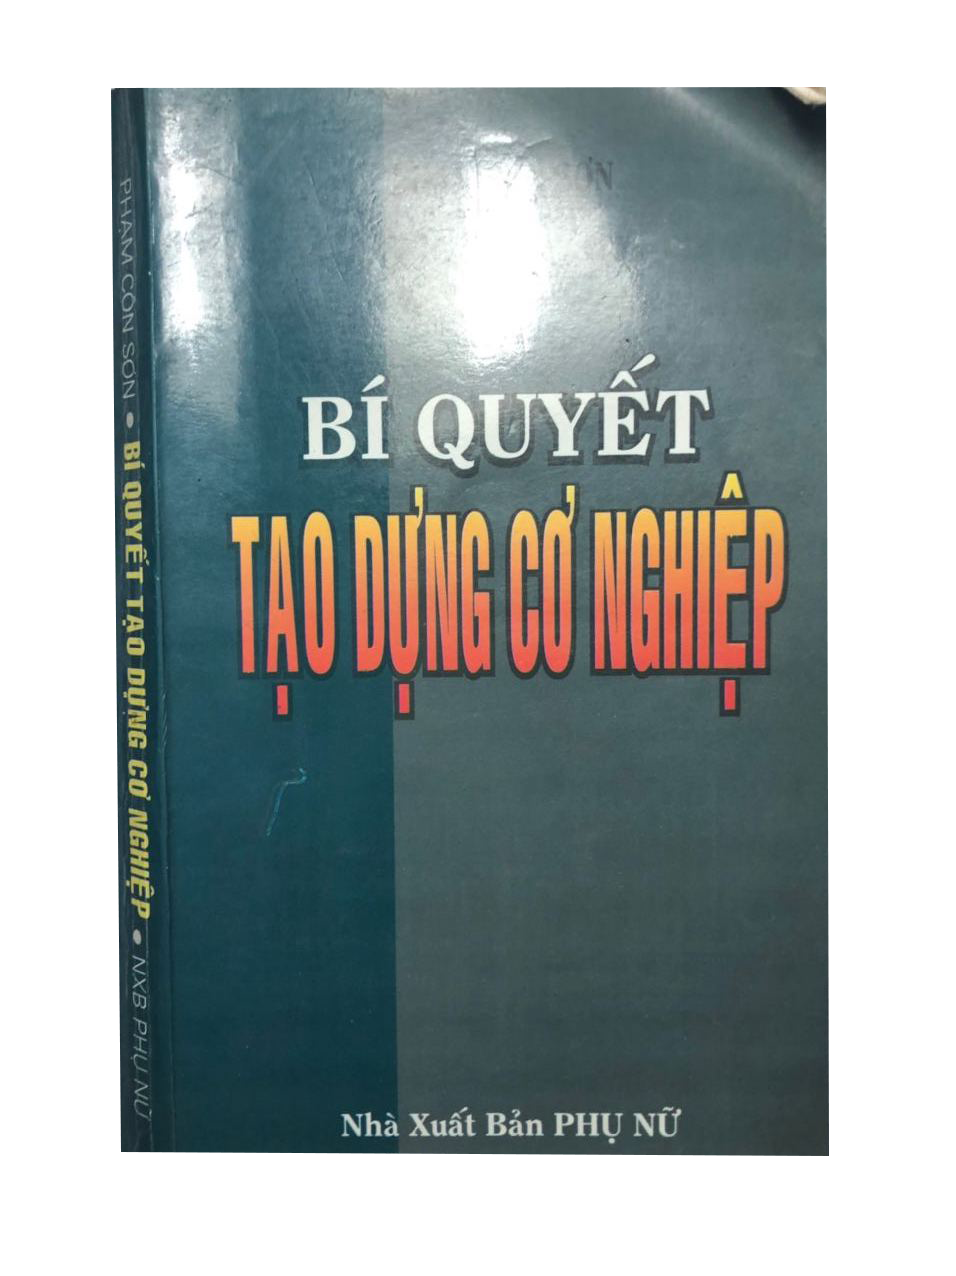 PHẠM CÔN SƠN • BÍ QUYẾT TẠO DỰNG CƠ NGHIỆP • NXB PHỤ NỮ
BÍ QUYẾT
TẠO DỰNG CƠ NGHIỆP
Nhà Xuất Bản PHỤ NỮ